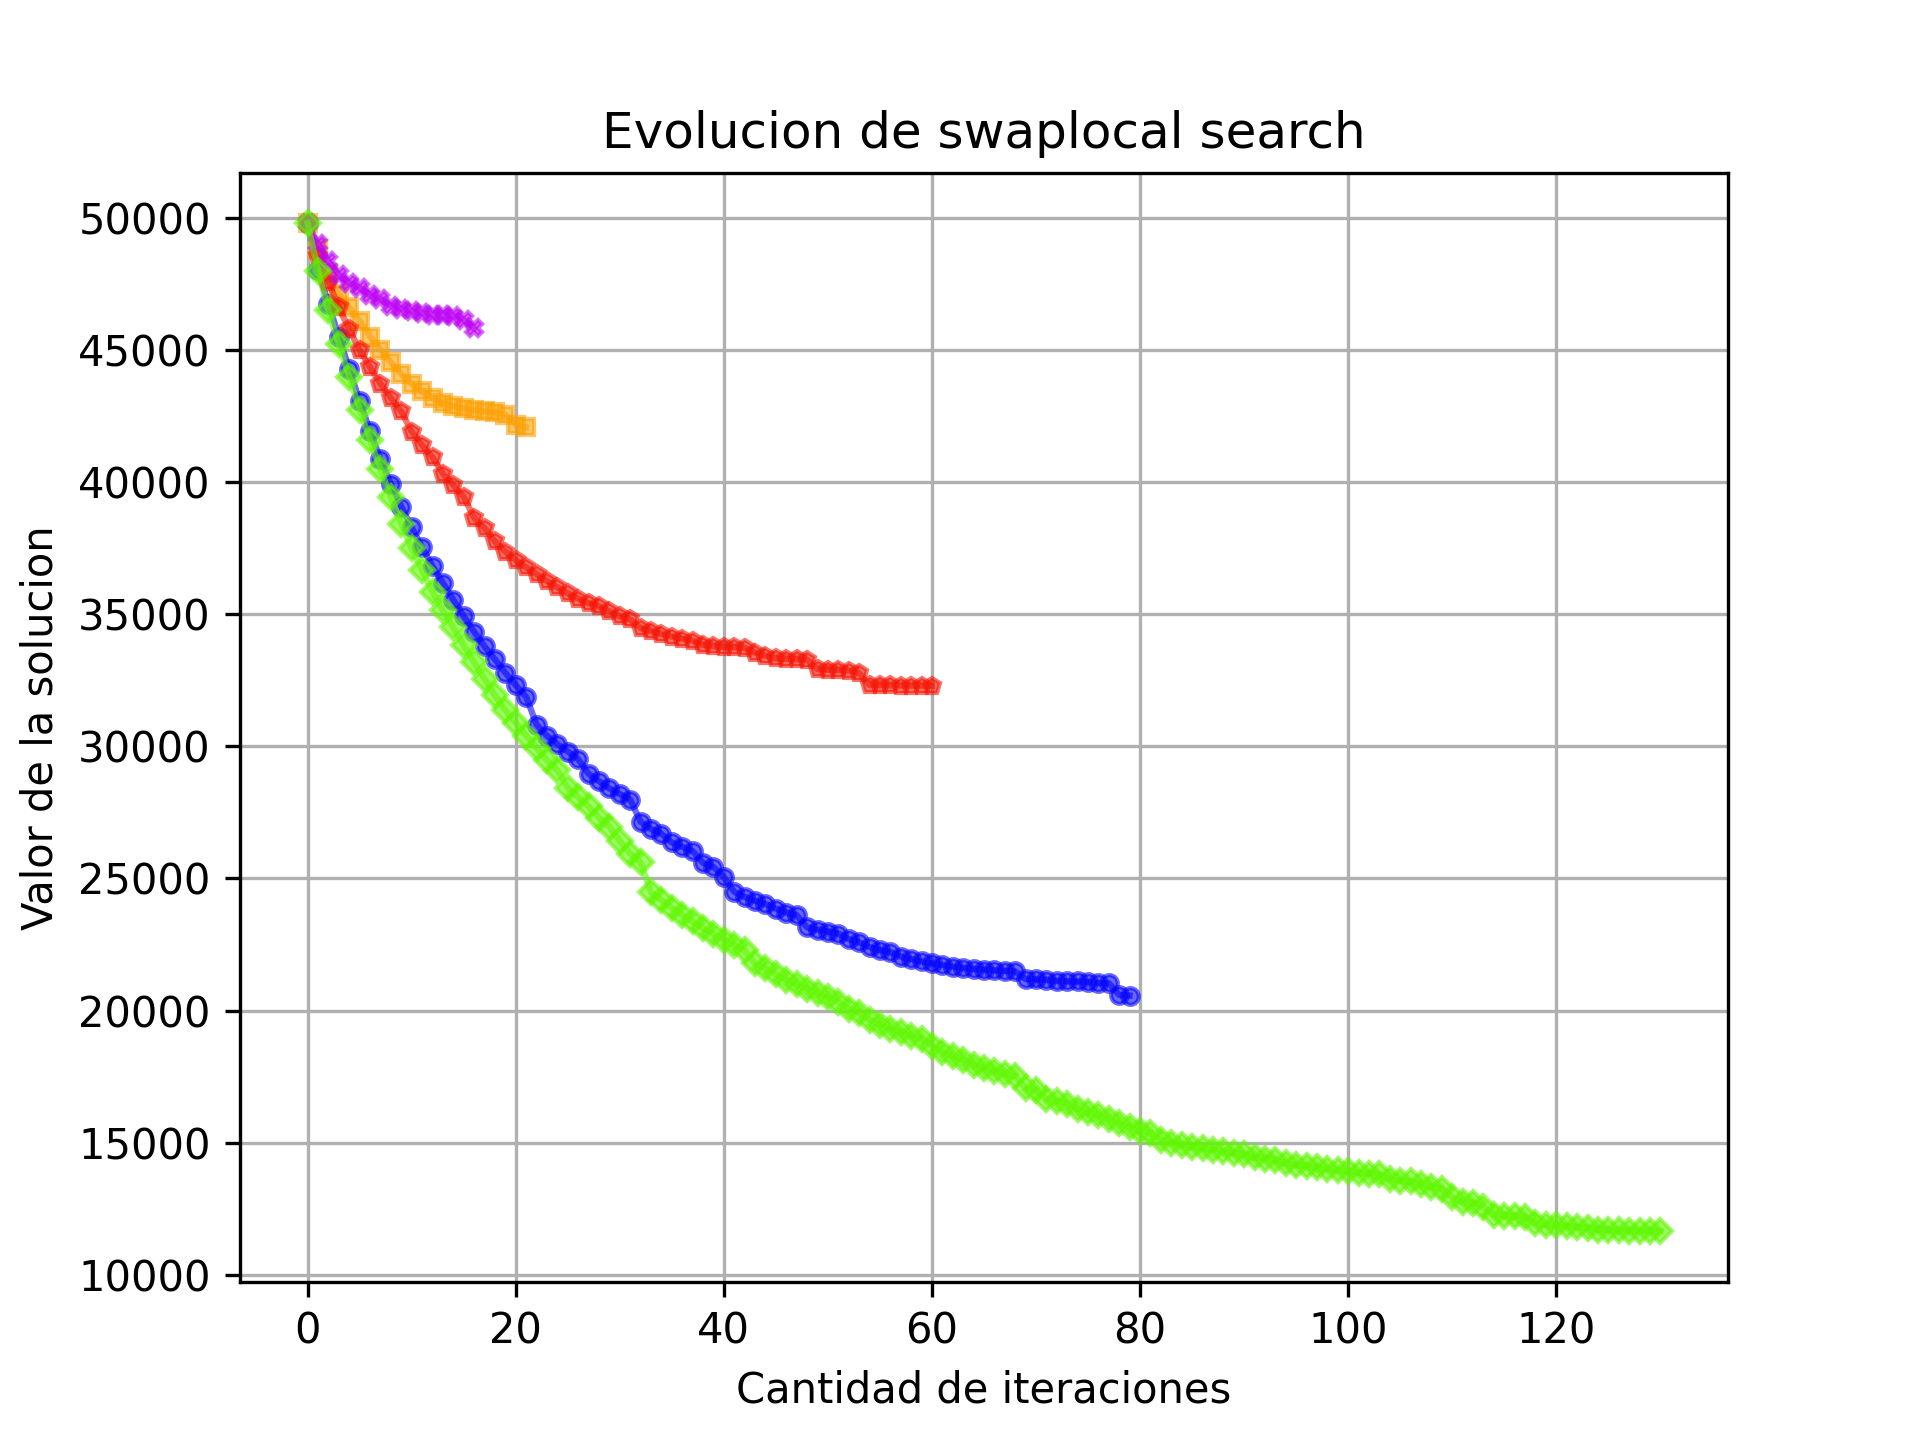 Evolucion de swaplocal search
Valor de la solucion
50000
45000
40000
35000
30000
25000
20000
15000
10000
0 20 40 60 80 100 120
Cantidad de iteraciones